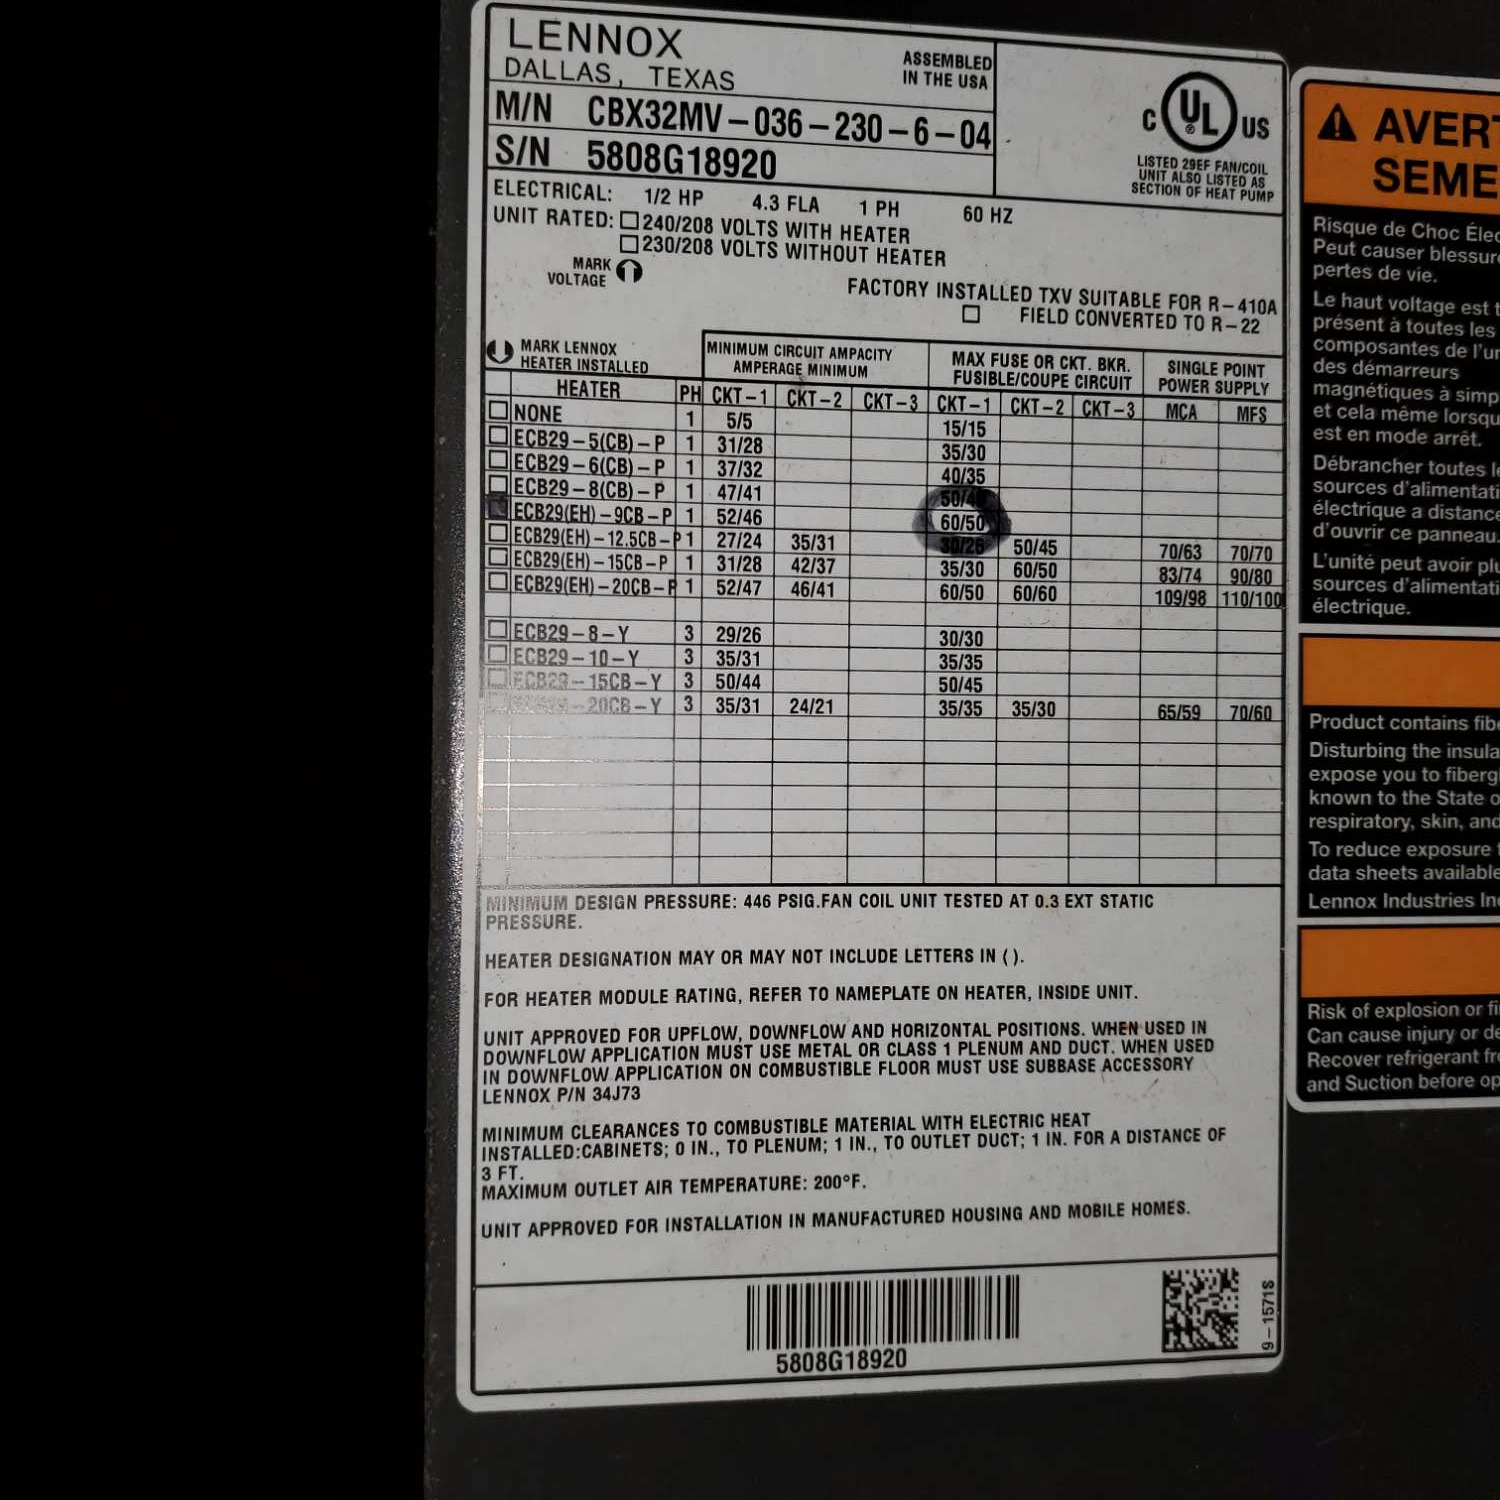 LENNOX
DALLAS, TEXAS
ASSEMBLED
IN THE USA
M/N CBX32MV-036-230-6-04
S/N 5808G18920
C UL US
®
LISTED 29EF FAN/COIL
UNIT ALSO LISTED AS
SECTION OF HEAT PUMP
ELECTRICAL: 1/2 HP 4.3 FLA 1 PH 60 HZ
UNIT RATED: 240/208 VOLTS WITH HEATER
230/208 VOLTS WITHOUT HEATER
MARK
VOLTAGE
FACTORY INSTALLED TXV SUITABLE FOR R-410A
FIELD CONVERTED TO R-22
MARK LENNOX
HEATER INSTALLED
MINIMUM CIRCUIT AMPACITY
AMPERAGE MINIMUM
MAX FUSE OR CKT. BKR.
FUSIBLE/COUPE CIRCUIT
SINGLE POINT
POWER SUPPLY
HEATER PH CKT-1 CKT-2 CKT-3 CKT-1 CKT-2 CKT-3 MCA MFS
NONE 1 5/5 15/15
ECB29-5(CB)-P 1 31/28 35/30
ECB29-6(CB)-P 1 37/32 40/35
ECB29-8(CB)-P 1 47/41
ECB29(EH)-9CB-P 1 52/46 60/50
ECB29(EH)-12.5CB-P 1 27/24 35/31 30/25 50/45 70/63 70/70
ECB29(EH)-15CB-P 1 31/28 42/37 35/30 60/50 83/74 90/80
ECB29(EH)-20CB-P 1 52/47 46/41 60/50 60/60 109/98 110/100
ECB29-8-Y 3 29/26 30/30
ECB29-10-Y 3 35/31 35/35
ECB29-15CB-Y 3 50/44 50/45
-20CB-Y 3 35/31 24/21 35/35 35/30 65/59 70/60
MINIMUM DESIGN PRESSURE: 446 PSIG.FAN COIL UNIT TESTED AT 0.3 EXT STATIC
PRESSURE.
HEATER DESIGNATION MAY OR MAY NOT INCLUDE LETTERS IN ( ).
FOR HEATER MODULE RATING, REFER TO NAMEPLATE ON HEATER, INSIDE UNIT.
UNIT APPROVED FOR UPFLOW, DOWNFLOW AND HORIZONTAL POSITIONS. WHEN USED IN
DOWNFLOW APPLICATION MUST USE METAL OR CLASS 1 PLENUM AND DUCT. WHEN USED
IN DOWNFLOW APPLICATION ON COMBUSTIBLE FLOOR MUST USE SUBBASE ACCESSORY
LENNOX P/N 34J73
MINIMUM CLEARANCES TO COMBUSTIBLE MATERIAL WITH ELECTRIC HEAT
INSTALLED:CABINETS; 0 IN., TO PLENUM; 1 IN., TO OUTLET DUCT; 1 IN. FOR A DISTANCE OF
3 FT.
MAXIMUM OUTLET AIR TEMPERATURE: 200°F.
UNIT APPROVED FOR INSTALLATION IN MANUFACTURED HOUSING AND MOBILE HOMES.
5808G18920
9-1571S
AVERT
SEME
Risque de Choc Élec
Peut causer blessure
pertes de vie.
Le haut voltage est t
présent à toutes les
composantes de l'un
des démarreurs
magnétiques à simp
et cela même lorsqu
est en mode arrêt.
Débrancher toutes le
sources d'alimentati
électrique a distance
d'ouvrir ce panneau.
L'unité peut avoir plu
sources d'alimentati
électrique.
Product contains fibe
Disturbing the insula
expose you to fiberg
known to the State o
respiratory, skin, and
To reduce exposure t
data sheets available
Lennox Industries Inc
Risk of explosion or fi
Can cause injury or de
Recover refrigerant fro
and Suction before op